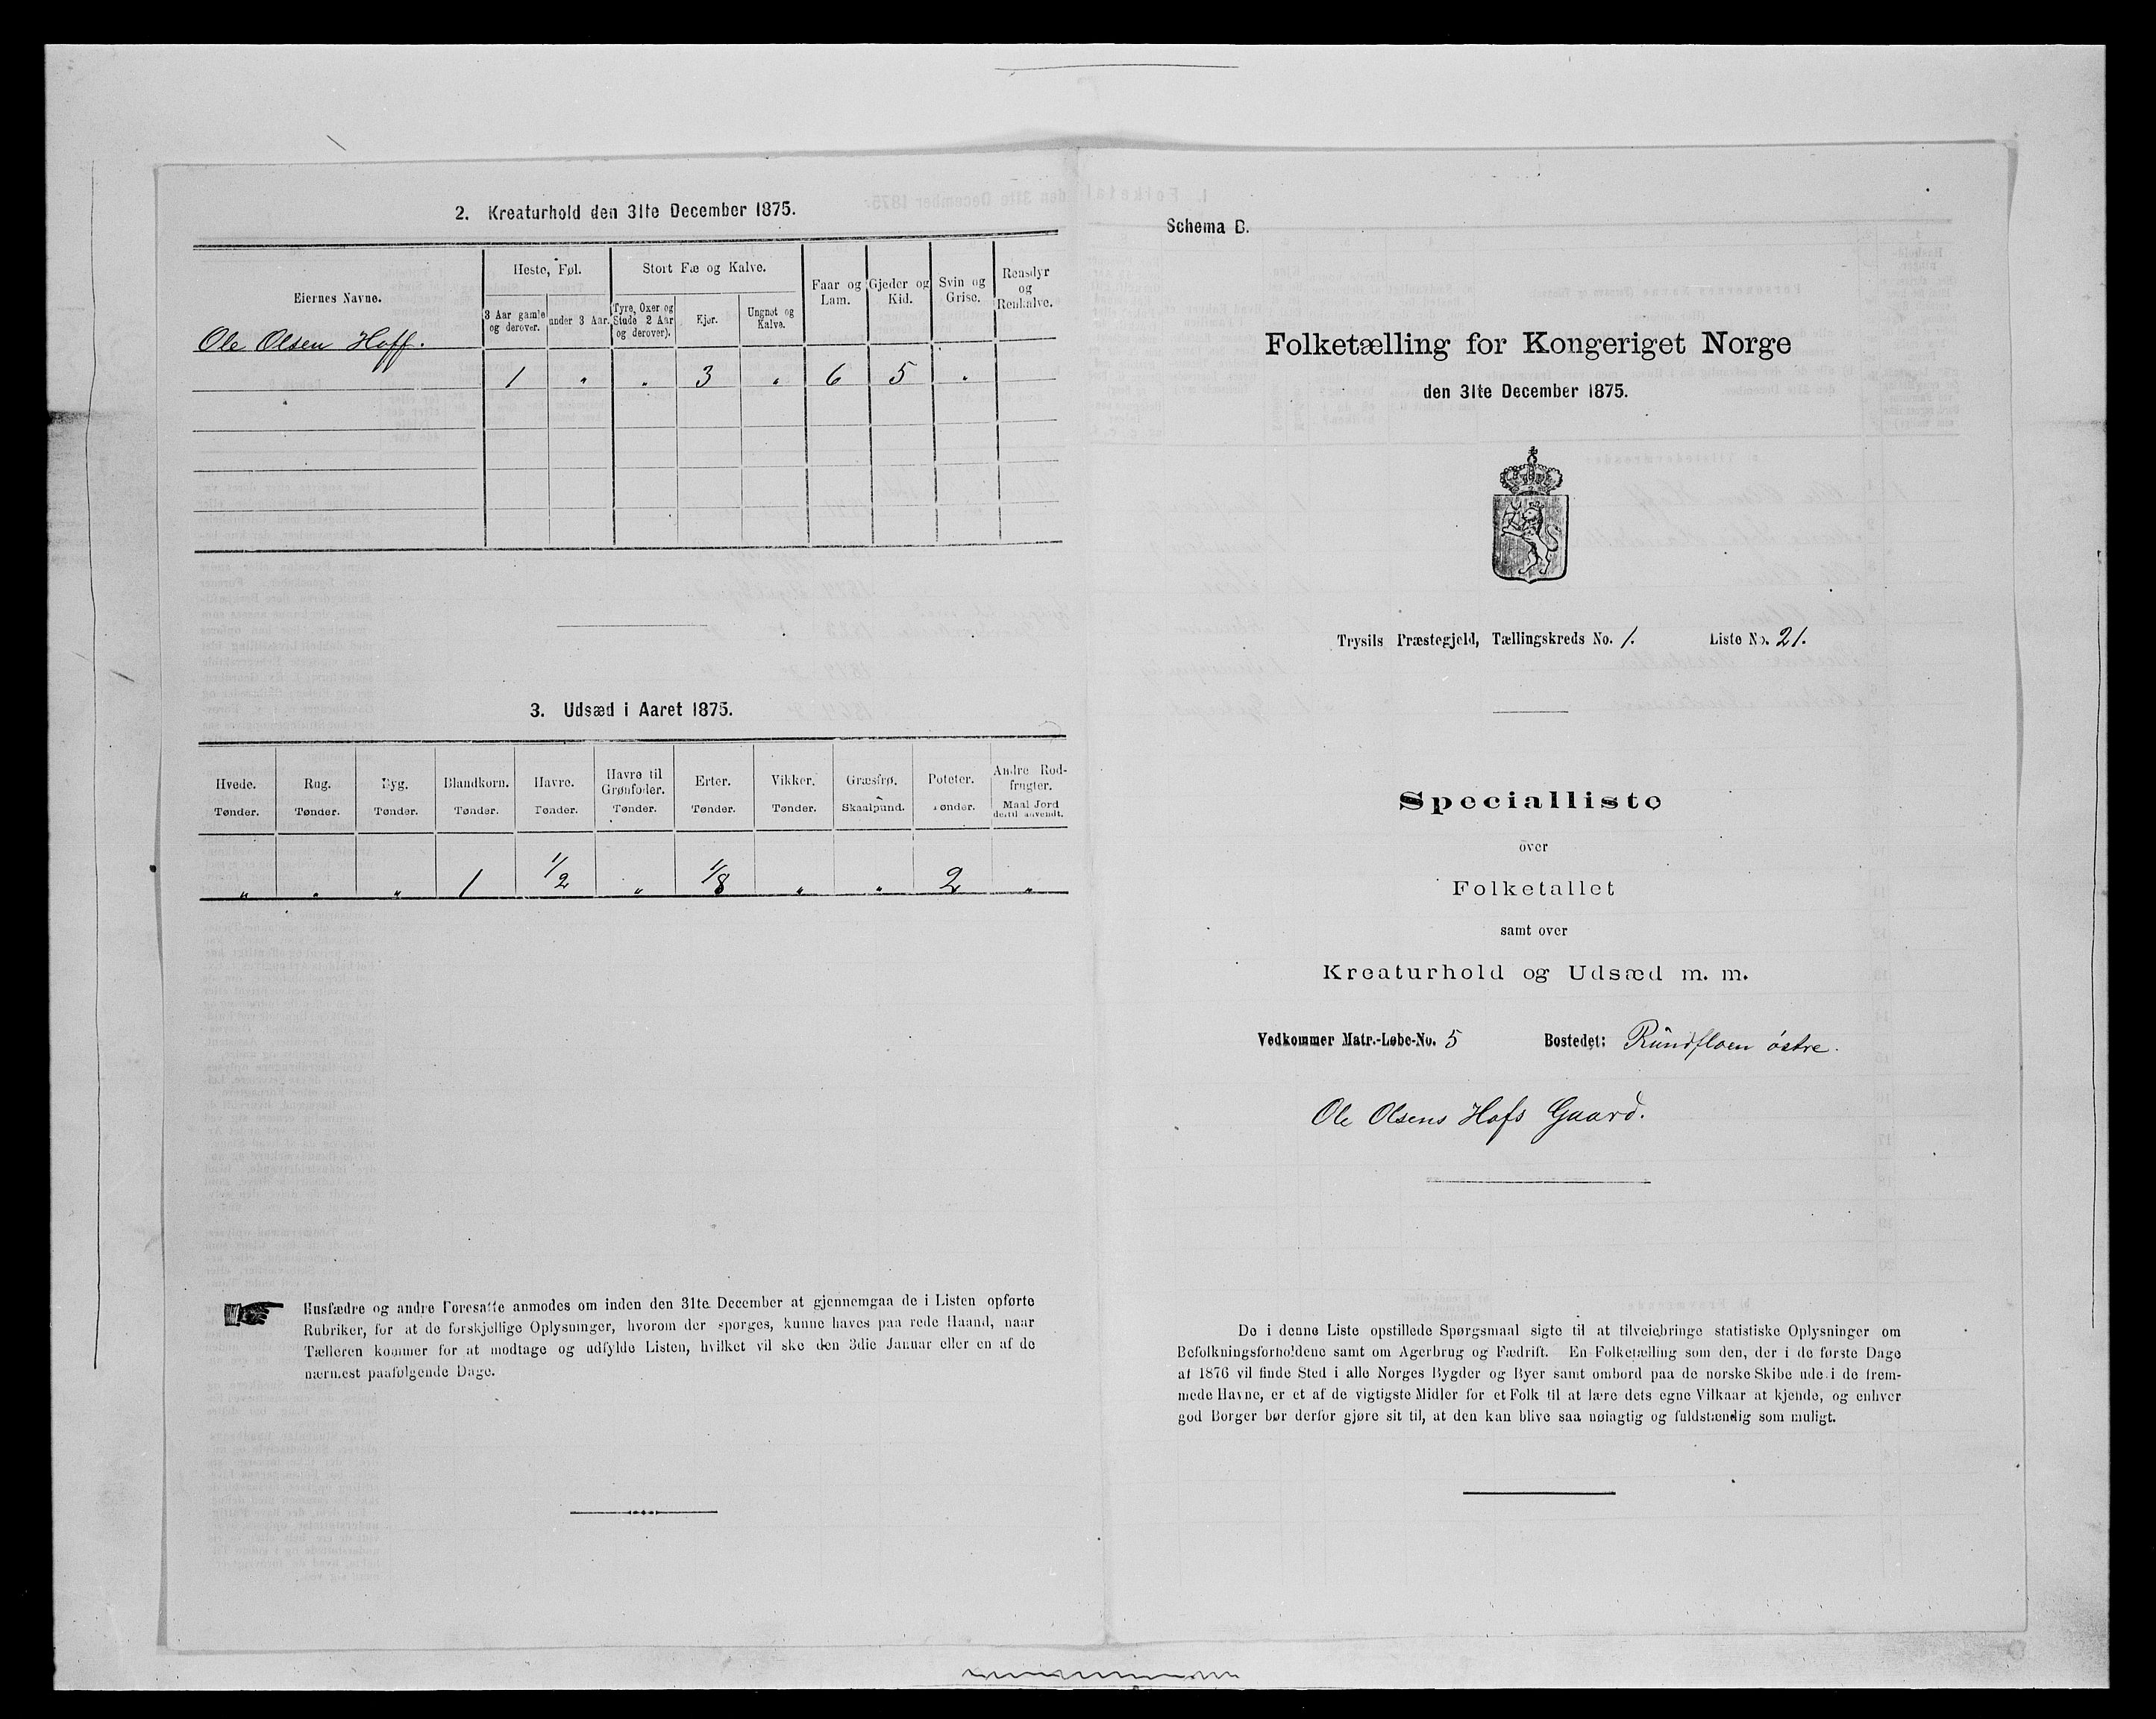 2. Kreaturhold den 31te December 1875.
Eiernes Navne.
Heste, Føl.
Stort Fæ og Kalve.
Faar og Lam.
Gjeder og Kid.
Svin og Grise.
Rensdyr og Renkalve.
3 Aar gamle og derover.
under 3 Aar.
Tyre, Oxer og Stude 2 Aar og derover).
Kjør.
Ungnøt og Kalve.
Ole Olsen Hoff.
1 " " 3 " 6 5 "
3. Udsæd i Aaret 1875.
Hvede. Rug. Byg. Blandkorn. Havre. Havre til Grønfoder. Erter. Vikker. Græsfrø. Poteter. Andre Rodfrugter.
Tønder. Tønder. Tønder. Tønder. Tønder. Tønder. Tønder. Tønder. Skaalpund. Tønder. Maal Jord dertil anvendt.
" " " 1 1/2 " 1/8 " " 2 "
Husfædre og andre Foresatte anmodes om inden den 31te December at gjennemgaa de i Listen opførte
Rubriker, for at de forskjellige Oplysninger, hvorom der spørges, kunne haves paa rede Haand, naar
Tælleren kommer for at modtage og udfylde Listen, hvilket vil ske den 3die Januar eller en af de
nærmest paafølgende Dage.
Schema B.
Folketælling for Kongeriget Norge
den 31te December 1875.
Trysils Præstegjeld, Tællingskreds No. 1. Liste No. 21.
Specialliste
over
Folketallet
samt over
Kreaturhold og Udsæd m. m.
Vedkommer Matr.-Løbe-No. 5 Bostedet: Rundfloen østre.
Ole Olsens Hofs Gaard.
De i denne Liste opstillede Spørgsmaal sigte til at tilveiebringe statistiske Oplysninger om
Befolkningsforholdene samt om Agerbrug og Fædrift. En Folketælling som den, der i de første Dage
af 1876 vil finde Sted i alle Norges Bygder og Byer samt ombord paa de norske Skibe ude i de frem-
mede Havne, er et af de vigtigste Midler for et Folk til at lære dets egne Vilkaar at kjende, og enhver
god Borger bør derfor gjøre sit til, at den kan blive saa nøiagtig og fuldstændig som muligt.